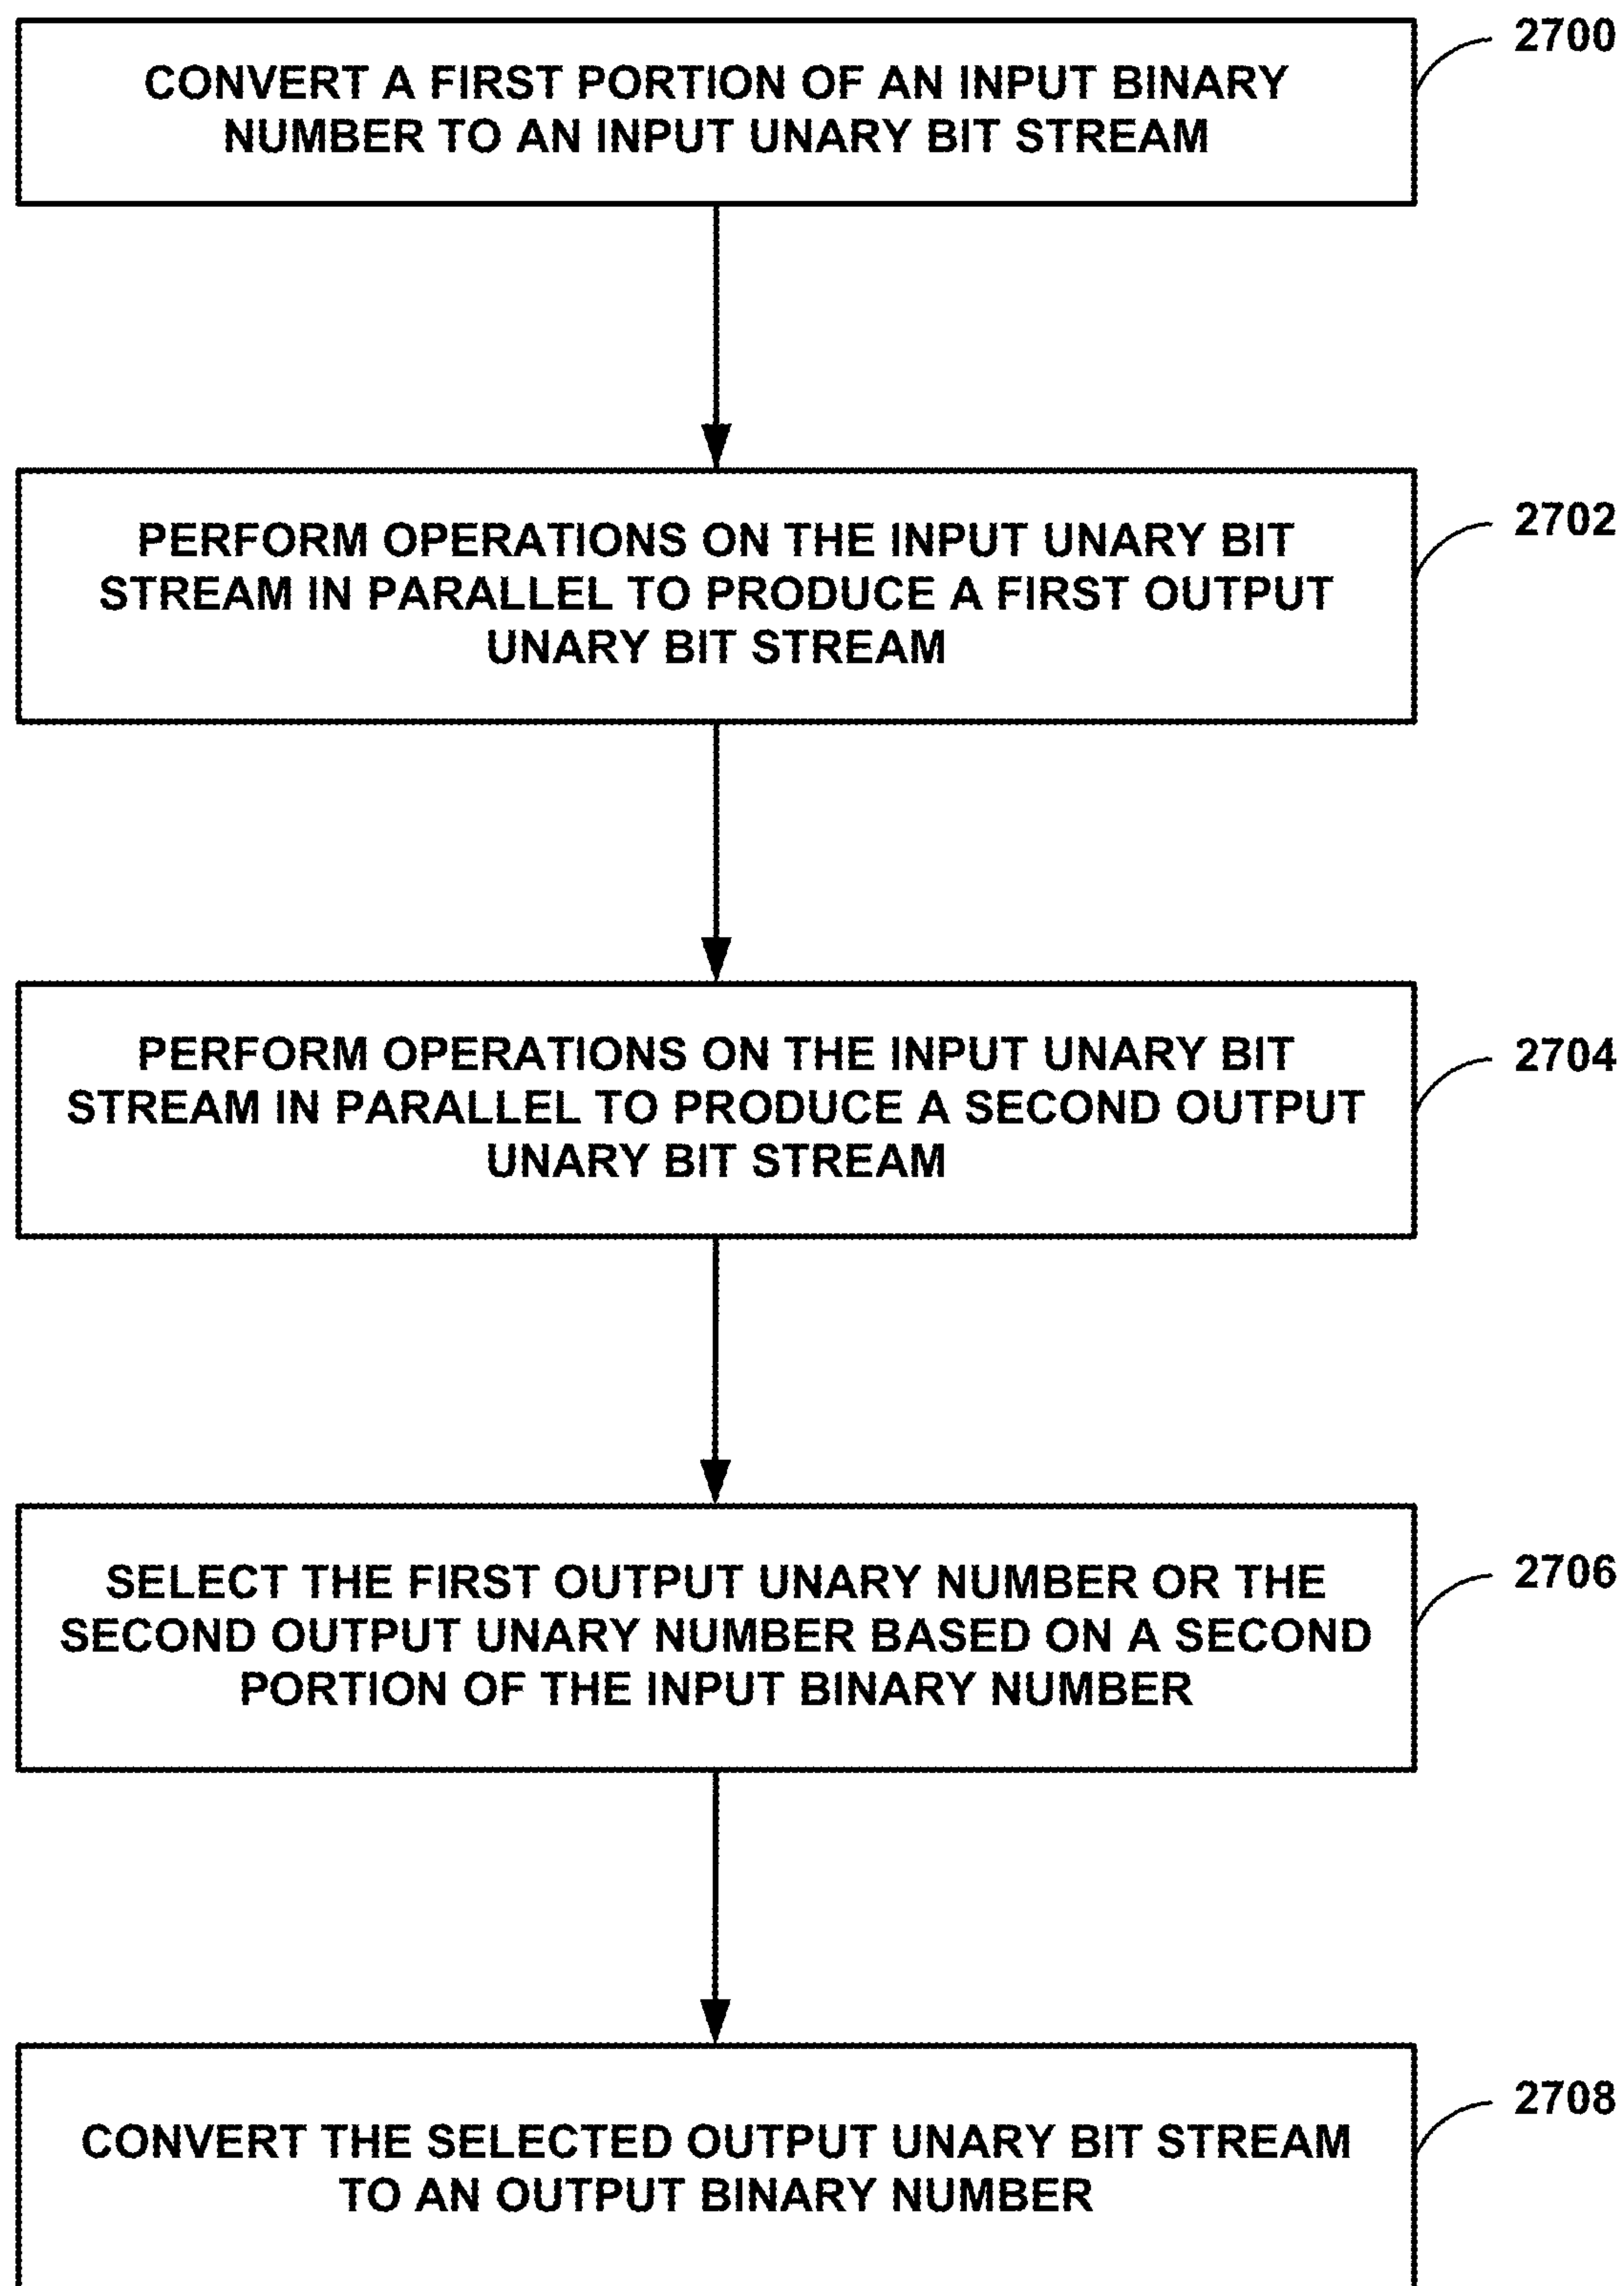 2700
CONVERT A FIRST PORTION OF AN INPUT BINARY
NUMBER TO AN INPUT UNARY BIT STREAM
2702
PERFORM OPERATIONS ON THE INPUT UNARY BIT
STREAM IN PARALLEL TO PRODUCE A FIRST OUTPUT
UNARY BIT STREAM
2704
PERFORM OPERATIONS ON THE INPUT UNARY BIT
STREAM IN PARALLEL TO PRODUCE A SECOND OUTPUT
UNARY BIT STREAM
2706
SELECT THE FIRST OUTPUT UNARY NUMBER OR THE
SECOND OUTPUT UNARY NUMBER BASED ON A SECOND
PORTION OF THE INPUT BINARY NUMBER
2708
CONVERT THE SELECTED OUTPUT UNARY BIT STREAM
TO AN OUTPUT BINARY NUMBER